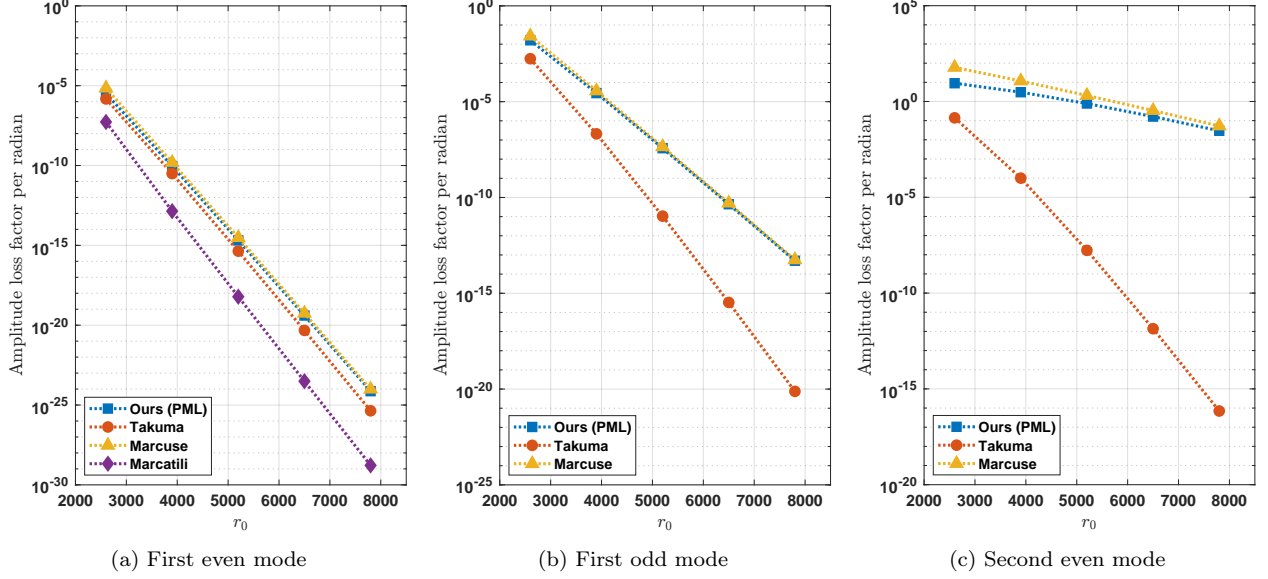 10^0
10^-5
10^-10
10^-15
10^-20
10^-25
10^-30
Amplitude loss factor per radian
Ours (PML)
Takuma
Marcuse
Marcatili
2000 3000 4000 5000 6000 7000 8000
r_0
(a) First even mode
10^0
10^-5
10^-10
10^-15
10^-20
10^-25
Amplitude loss factor per radian
Ours (PML)
Takuma
Marcuse
2000 3000 4000 5000 6000 7000 8000
r_0
(b) First odd mode
10^5
10^0
10^-5
10^-10
10^-15
10^-20
Amplitude loss factor per radian
Ours (PML)
Takuma
Marcuse
2000 3000 4000 5000 6000 7000 8000
r_0
(c) Second even mode